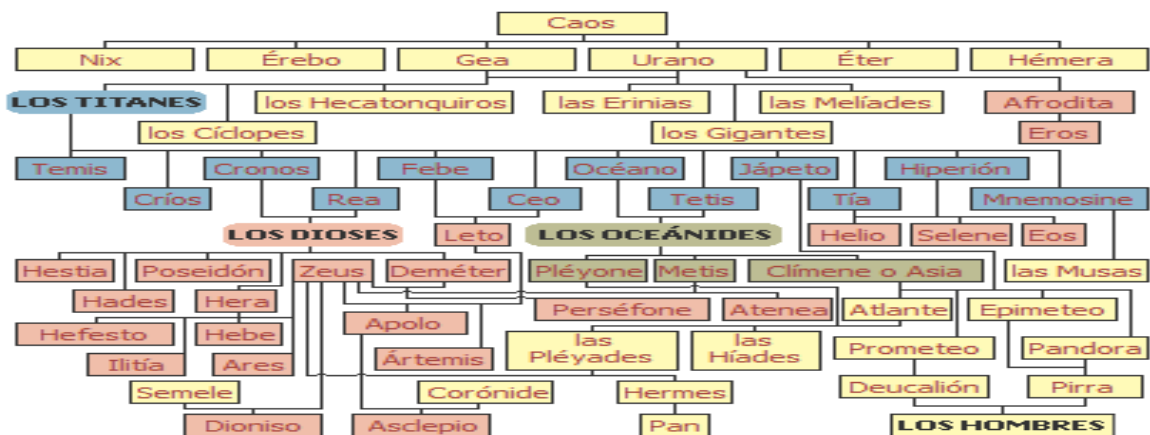 Caos
Nix Érebo Gea Urano Éter Hémera
LOS TITANES los Hecatonquiros las Erinias las Melíades Afrodita
los Cíclopes los Gigantes Eros
Temis Cronos Febe Océano Jápeto Hiperión
Críos Rea Ceo Tetis Tía Mnemosine
LOS DIOSES Leto LOS OCEÁNIDES Helio Selene Eos
Hestia Poseidón Zeus Deméter Pléyone Metis Clímene o Asia las Musas
Hades Hera Perséfone Atenea Atlante Epimeteo
Hefesto Hebe Apolo
Ilitía Ares Ártemis las Pléyades las Híades Prometeo Pandora
Semele Corónide Hermes Deucalión Pirra
Dioniso Asclepio Pan LOS HOMBRES